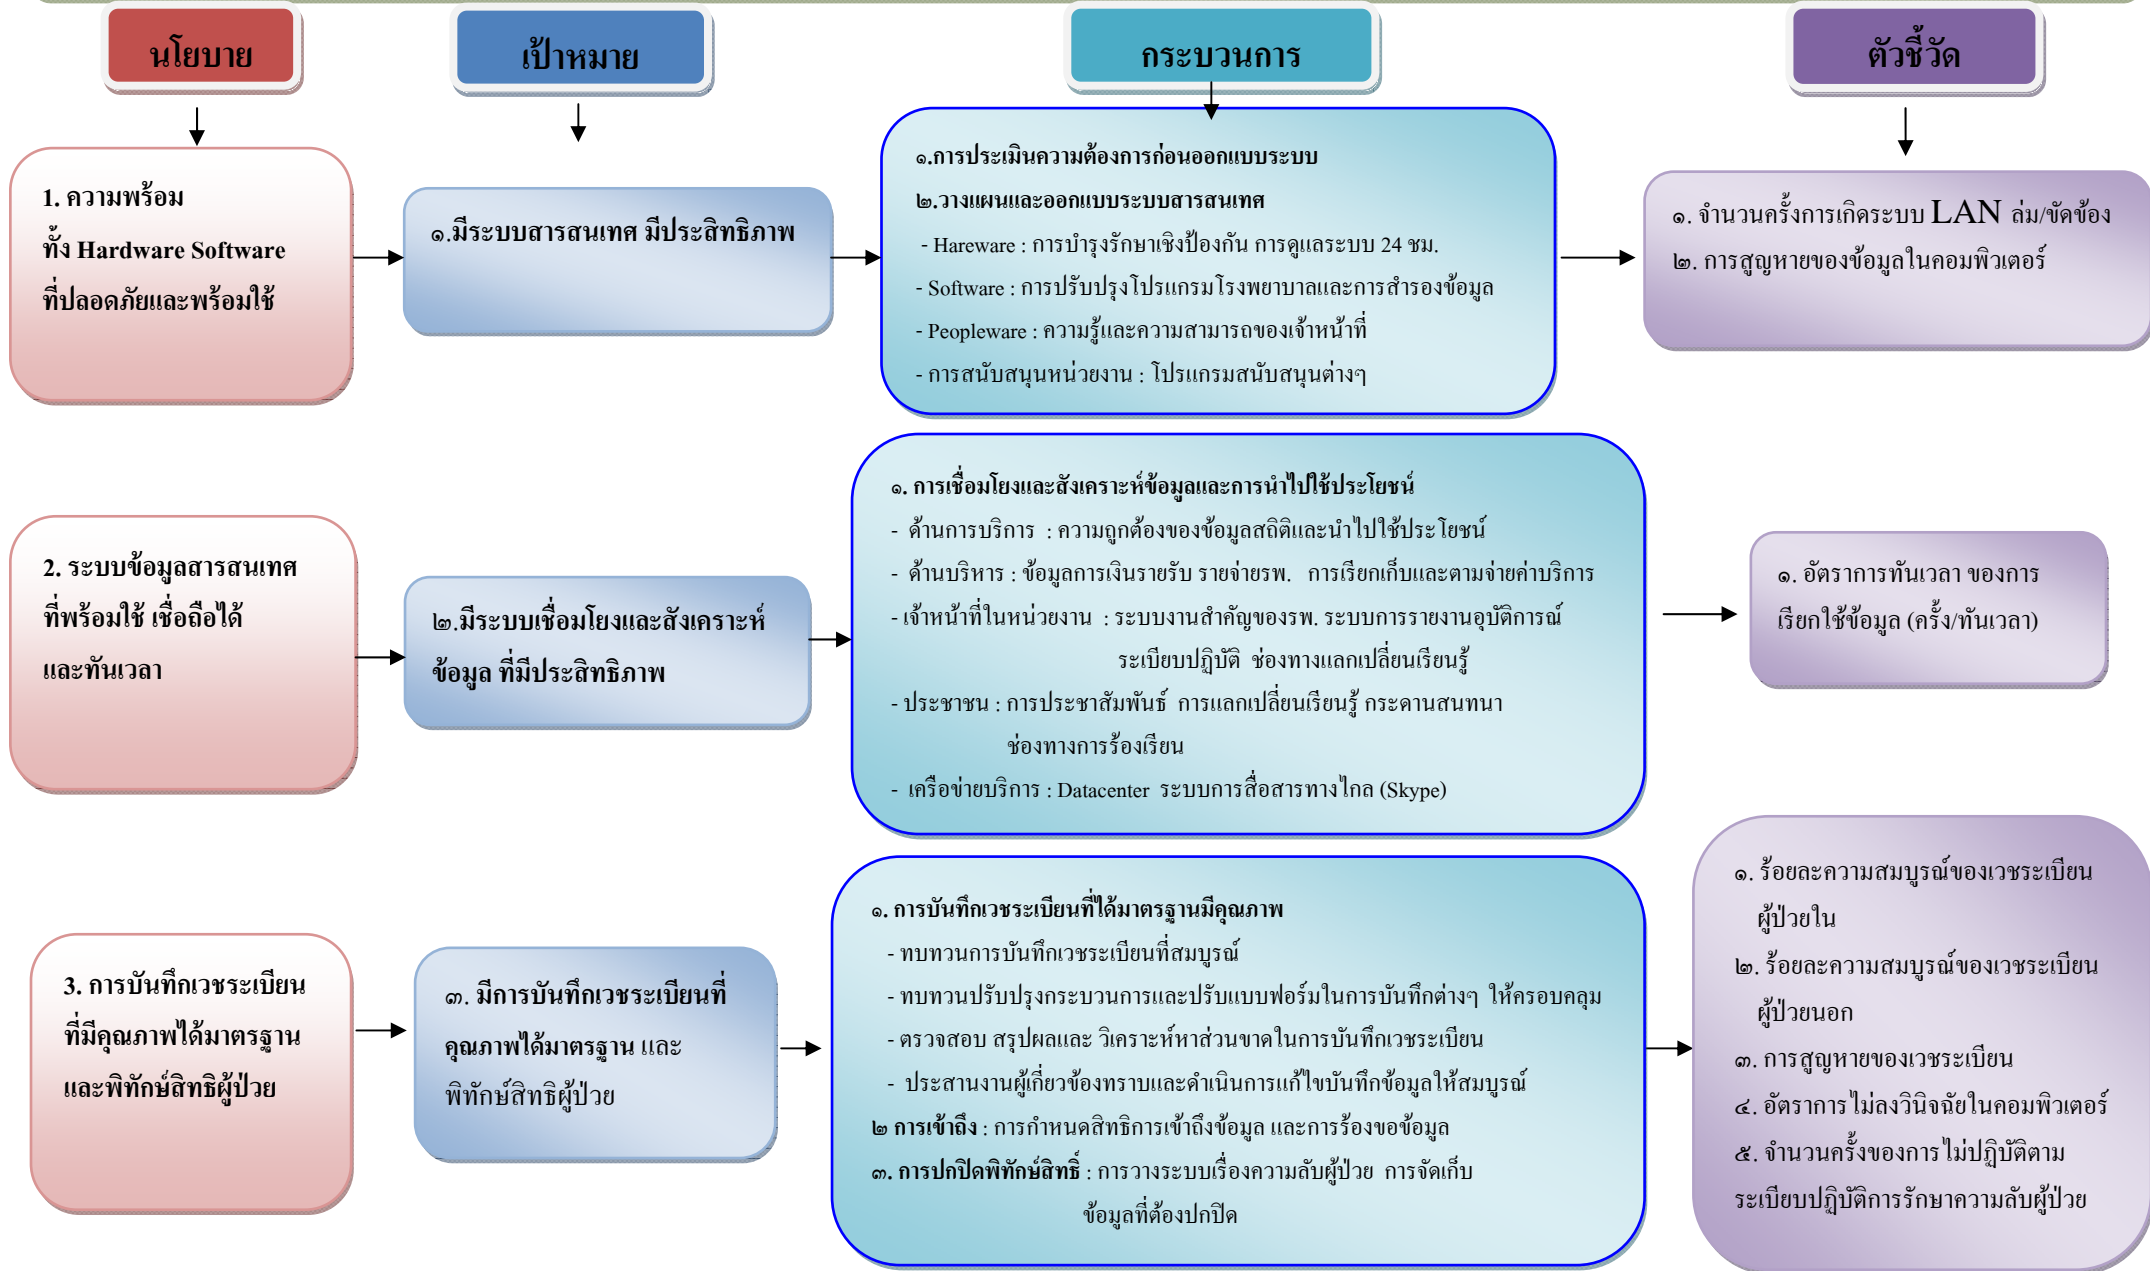 นโยบาย
เป้าหมาย
กระบวนการ
ตัวชี้วัด
1. ความพร้อม
ทั้ง Hardware Software
ที่ปลอดภัยและพร้อมใช้
๑.มีระบบสารสนเทศ มีประสิทธิภาพ
๑.การประเมินความต้องการก่อนออกแบบระบบ
๒.วางแผนและออกแบบระบบสารสนเทศ
- Hareware : การบำรุงรักษาเชิงป้องกัน การดูแลระบบ 24 ชม.
- Software : การปรับปรุงโปรแกรมโรงพยาบาลและการสำรองข้อมูล
- Peopleware : ความรู้และความสามารถของเจ้าหน้าที่
- การสนับสนุนหน่วยงาน : โปรแกรมสนับสนุนต่างๆ
๑. จำนวนครั้งการเกิดระบบ LAN ล่ม/ขัดข้อง
๒. การสูญหายของข้อมูลในคอมพิวเตอร์
2. ระบบข้อมูลสารสนเทศ
ที่พร้อมใช้ เชื่อถือได้
และทันเวลา
๒.มีระบบเชื่อมโยงและสังเคราะห์
ข้อมูล ที่มีประสิทธิภาพ
๑. การเชื่อมโยงและสังเคราะห์ข้อมูลและการนำไปใช้ประโยชน์
- ด้านการบริการ : ความถูกต้องของข้อมูลสถิติและนำไปใช้ประโยชน์
- ด้านบริหาร : ข้อมูลการเงินรายรับ รายจ่ายรพ. การเรียกเก็บและตามจ่ายค่าบริการ
- เจ้าหน้าที่ในหน่วยงาน : ระบบงานสำคัญของรพ. ระบบการรายงานอุบัติการณ์
ระเบียบปฏิบัติ ช่องทางแลกเปลี่ยนเรียนรู้
- ประชาชน : การประชาสัมพันธ์ การแลกเปลี่ยนเรียนรู้ กระดานสนทนา
ช่องทางการร้องเรียน
- เครือข่ายบริการ : Datacenter ระบบการสื่อสารทางไกล (Skype)
๑. อัตราการทันเวลา ของการ
เรียกใช้ข้อมูล (ครั้ง/ทันเวลา)
3. การบันทึกเวชระเบียน
ที่มีคุณภาพได้มาตรฐาน
และพิทักษ์สิทธิผู้ป่วย
๓. มีการบันทึกเวชระเบียนที่
คุณภาพได้มาตรฐาน และ
พิทักษ์สิทธิผู้ป่วย
๑. การบันทึกเวชระเบียนที่ได้มาตรฐานมีคุณภาพ
- ทบทวนการบันทึกเวชระเบียนที่สมบูรณ์
- ทบทวนปรับปรุงกระบวนการและปรับแบบฟอร์มในการบันทึกต่างๆ ให้ครอบคลุม
- ตรวจสอบ สรุปผลและ วิเคราะห์หาส่วนขาดในการบันทึกเวชระเบียน
- ประสานงานผู้เกี่ยวข้องทราบและดำเนินการแก้ไขบันทึกข้อมูลให้สมบูรณ์
๒ การเข้าถึง : การกำหนดสิทธิการเข้าถึงข้อมูล และการร้องขอข้อมูล
๓. การปกปิดพิทักษ์สิทธิ์ : การวางระบบเรื่องความลับผู้ป่วย การจัดเก็บ
ข้อมูลที่ต้องปกปิด
๑. ร้อยละความสมบูรณ์ของเวชระเบียน
ผู้ป่วยใน
๒. ร้อยละความสมบูรณ์ของเวชระเบียน
ผู้ป่วยนอก
๓. การสูญหายของเวชระเบียน
๔. อัตราการไม่ลงวินิจฉัยในคอมพิวเตอร์
๕. จำนวนครั้งของการไม่ปฏิบัติตาม
ระเบียบปฏิบัติการรักษาความลับผู้ป่วย